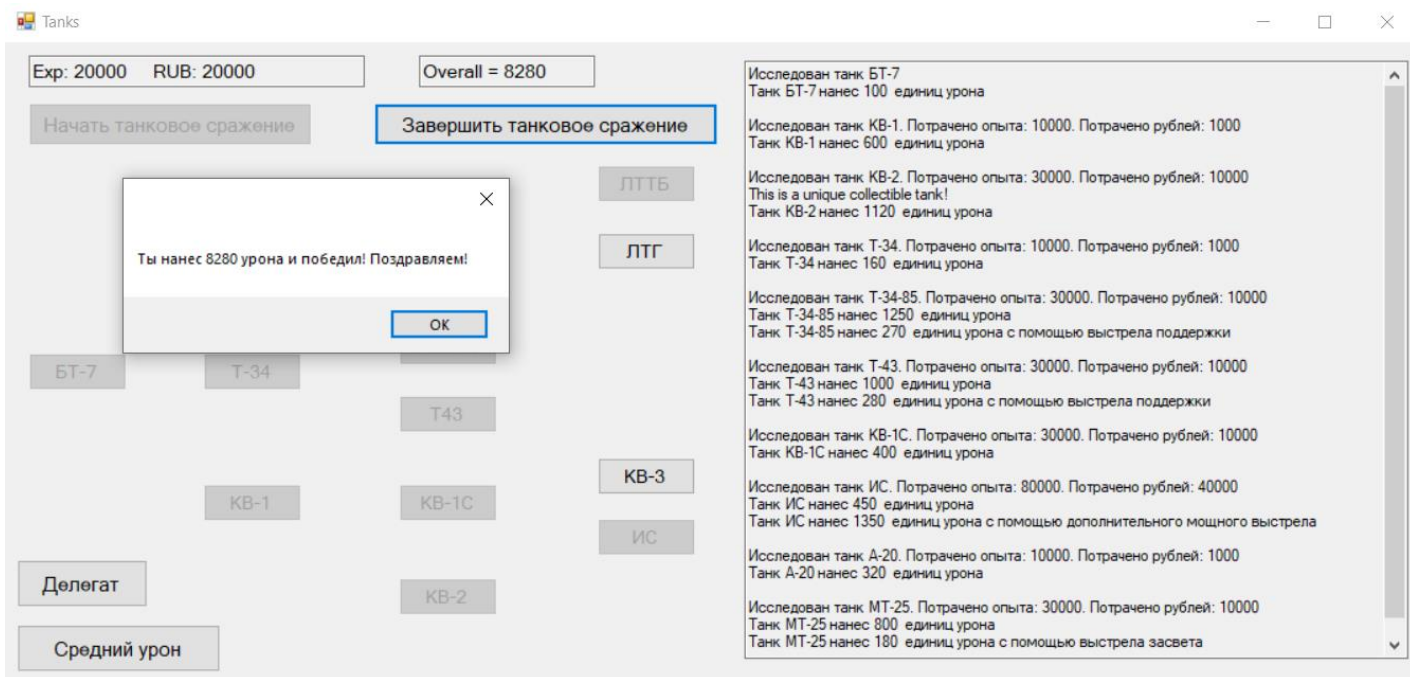 Tanks
Exp: 20000 RUB: 20000
Overall = 8280
Начать танковое сражение
Завершить танковое сражение
ЛТТБ
ЛТГ
Ты нанес 8280 урона и победил! Поздравляем!
ОК
БТ-7
Т-34
Т43
КВ-3
КВ-1
КВ-1С
ИС
Делегат
КВ-2
Средний урон
Исследован танк БТ-7
Танк БТ-7 нанес 100 единиц урона
Исследован танк КВ-1. Потрачено опыта: 10000. Потрачено рублей: 1000
Танк КВ-1 нанес 600 единиц урона
Исследован танк КВ-2. Потрачено опыта: 30000. Потрачено рублей: 10000
This is a unique collectible tank!
Танк КВ-2 нанес 1120 единиц урона
Исследован танк Т-34. Потрачено опыта: 10000. Потрачено рублей: 1000
Танк Т-34 нанес 160 единиц урона
Исследован танк Т-34-85. Потрачено опыта: 30000. Потрачено рублей: 10000
Танк Т-34-85 нанес 1250 единиц урона
Танк Т-34-85 нанес 270 единиц урона с помощью выстрела поддержки
Исследован танк Т-43. Потрачено опыта: 30000. Потрачено рублей: 10000
Танк Т-43 нанес 1000 единиц урона
Танк Т-43 нанес 280 единиц урона с помощью выстрела поддержки
Исследован танк КВ-1С. Потрачено опыта: 30000. Потрачено рублей: 10000
Танк КВ-1С нанес 400 единиц урона
Исследован танк ИС. Потрачено опыта: 80000. Потрачено рублей: 40000
Танк ИС нанес 450 единиц урона
Танк ИС нанес 1350 единиц урона с помощью дополнительного мощного выстрела
Исследован танк А-20. Потрачено опыта: 10000. Потрачено рублей: 1000
Танк А-20 нанес 320 единиц урона
Исследован танк МТ-25. Потрачено опыта: 30000. Потрачено рублей: 10000
Танк МТ-25 нанес 800 единиц урона
Танк МТ-25 нанес 180 единиц урона с помощью выстрела засвета